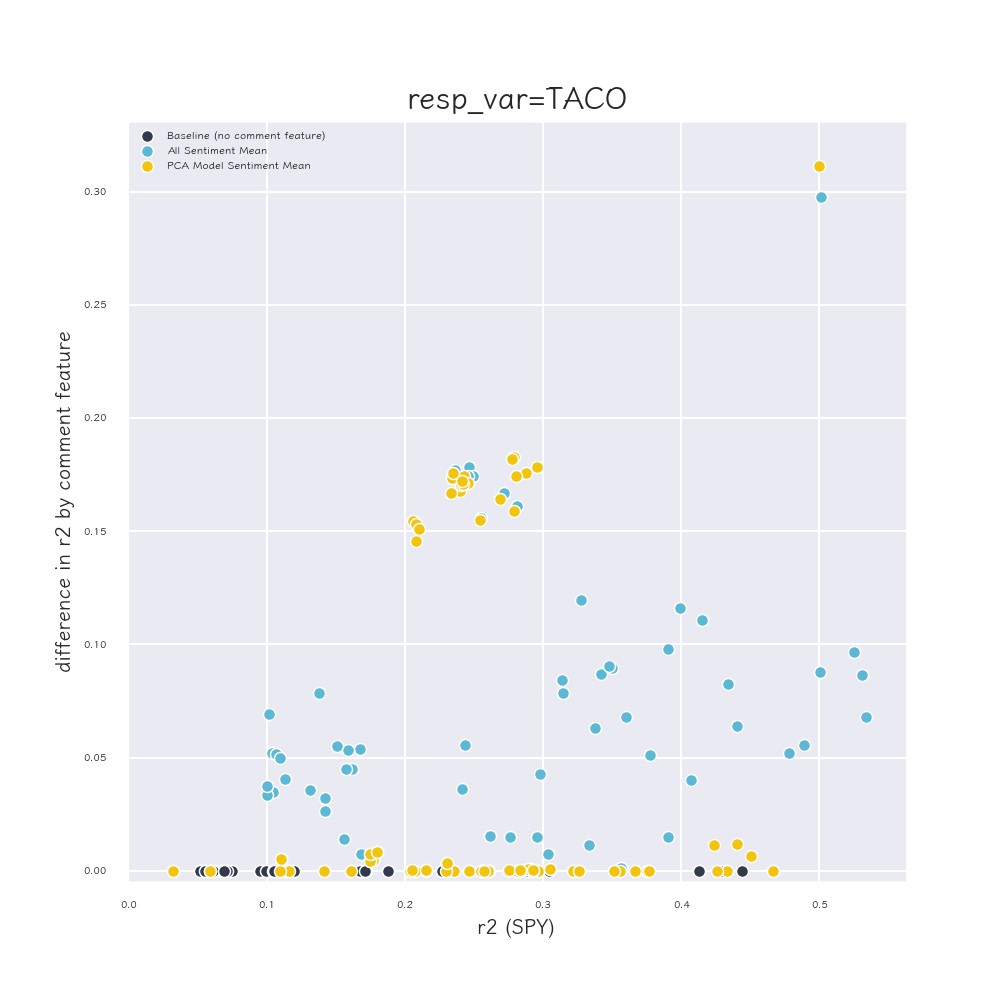 resp_var=TACO
Baseline (no comment feature)
All Sentiment Mean
PCA Model Sentiment Mean
difference in r2 by comment feature
0.30
0.25
0.20
0.15
0.10
0.05
0.00
0.0 0.1 0.2 0.3 0.4 0.5
r2 (SPY)